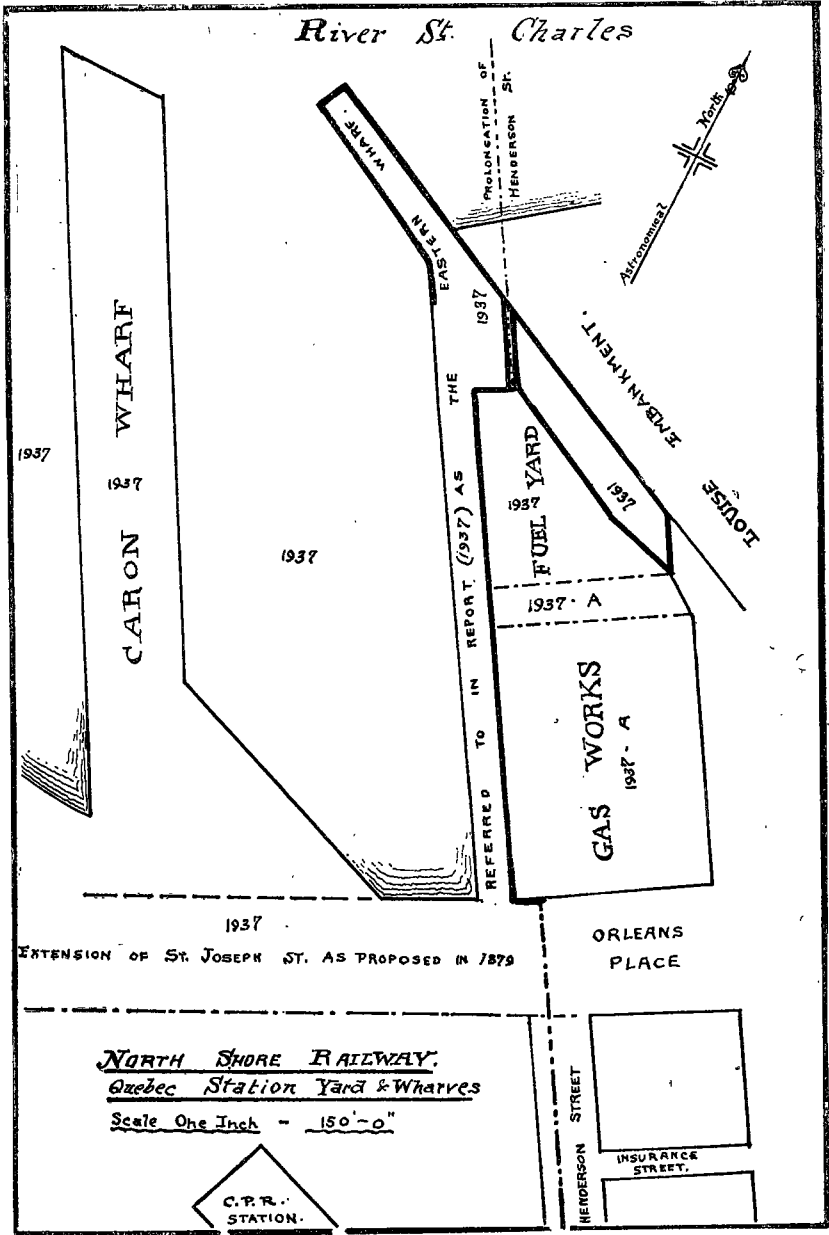 River St. Charles
PROLONGATION OF
HENDERSON ST.
North
Astronomical
WHARF.
EASTERN
THE
REFERRED TO IN REPORT (1937) AS
1937
LOUISE EMBANKMENT.
CARON WHARF
1937
1937
1937
FUEL YARD
1937
1937
1937 - A
GAS WORKS
1937 - A
1937
EXTENSION OF ST. JOSEPH ST. AS PROPOSED IN 1879
ORLEANS
PLACE
NORTH SHORE RAILWAY.
Quebec Station Yard & Wharves
Scale One Inch - 150'-0"
HENDERSON STREET
INSURANCE
STREET.
C.P.R.
STATION.